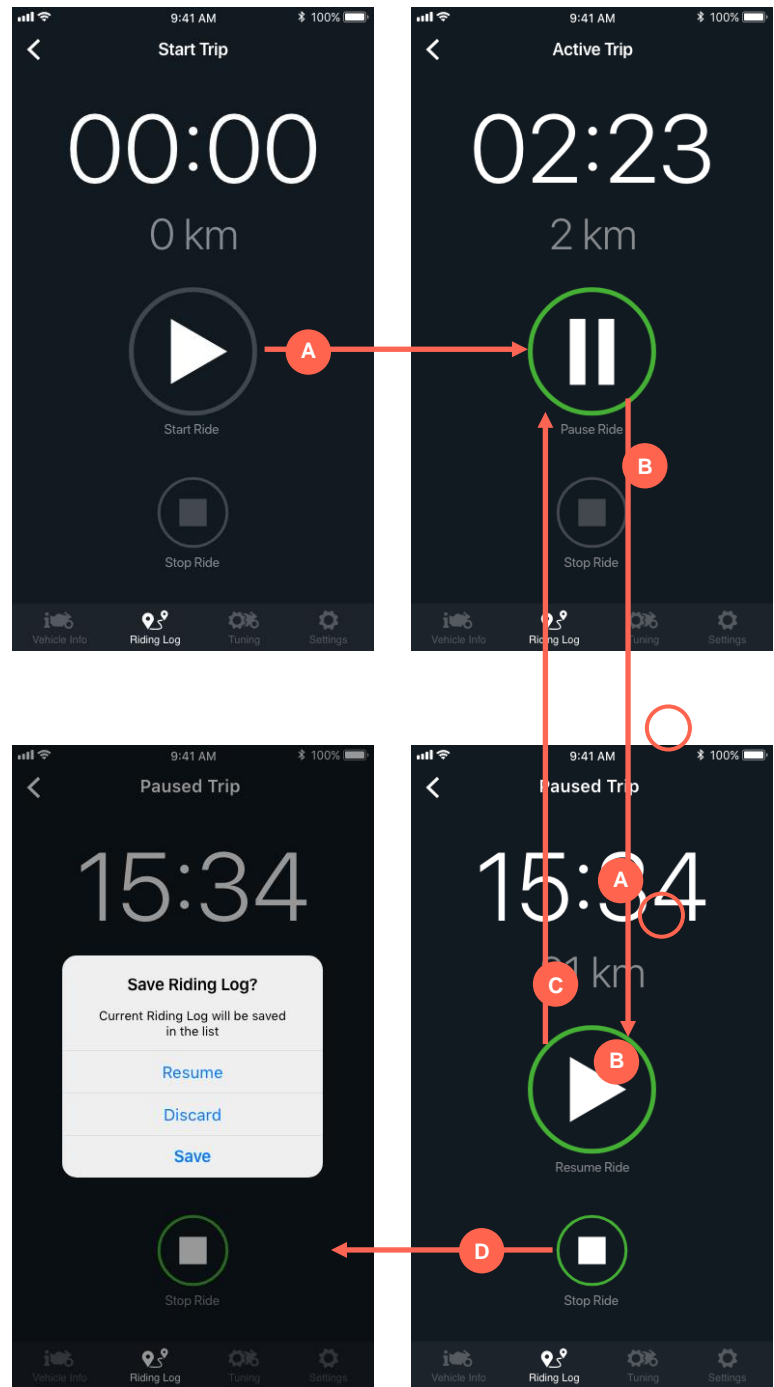 9:41 AM
100%
Start Trip
00:00
0 km
A
Start Ride
Stop Ride
Vehicle Info
Riding Log
Tuning
Settings
9:41 AM
100%
Active Trip
02:23
2 km
Pause Ride
B
Stop Ride
Vehicle Info
Riding Log
Tuning
Settings
9:41 AM
100%
Paused Trip
15:34
Save Riding Log?
Current Riding Log will be saved
in the list
Resume
Discard
Save
Stop Ride
Vehicle Info
Riding Log
Tuning
Settings
9:41 AM
100%
Paused Trip
15:34
A
km
C
B
Resume Ride
D
Stop Ride
Vehicle Info
Riding Log
Tuning
Settings